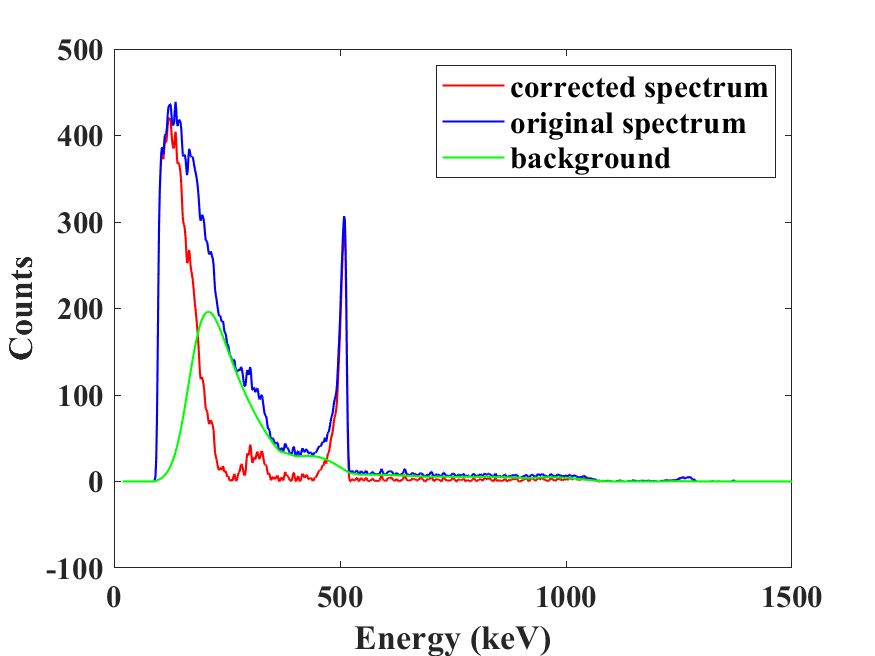 500
400
300
200
100
0
-100
0 500 1000 1500
Energy (keV)
Counts
corrected spectrum
original spectrum
background